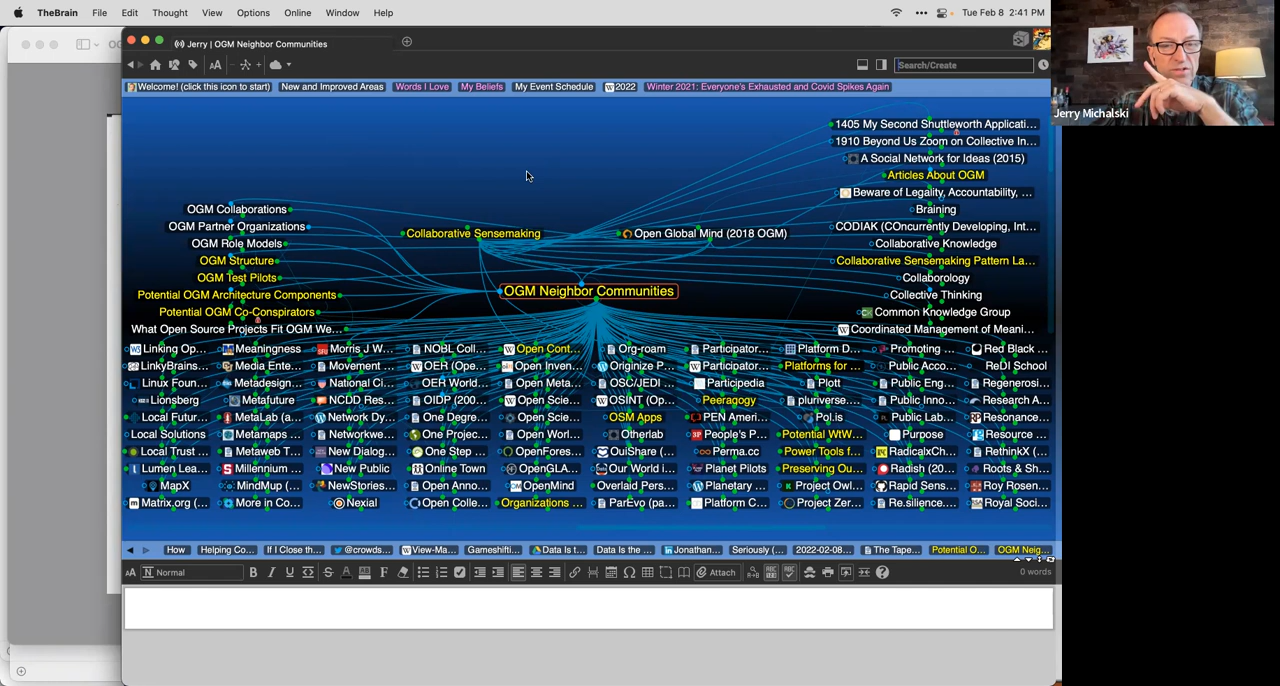 TheBrain File Edit Thought View Options Online Window Help Tue Feb 8 2:41 PM
Jerry | OGM Neighbor Communities
Search/Create
Welcome! (click this icon to start) New and Improved Areas Words I Love My Beliefs My Event Schedule 2022 Winter 2021: Everyone's Exhausted and Covid Spikes Again
Jerry Michalski
1405 My Second Shuttleworth Applicati...
1910 Beyond Us Zoom on Collective In...
A Social Network for Ideas (2015)
Articles About OGM
Beware of Legality, Accountability, ...
Braining
CODIAK (COncurrently Developing, Int...
Collaborative Knowledge
Collaborative Sensemaking Pattern La...
Collaborology
Collective Thinking
Common Knowledge Group
Coordinated Management of Meani...
OGM Collaborations
OGM Partner Organizations
OGM Role Models
OGM Structure
OGM Test Pilots
Potential OGM Architecture Components
Potential OGM Co-Conspirators
What Open Source Projects Fit OGM We...
Collaborative Sensemaking
Open Global Mind (2018 OGM)
OGM Neighbor Communities
Linking Op... Meaningness Morris J W... NOBL Coll... Open Cont... Org-roam Participator... Platform D... Promoting ... Red Black ...
LinkyBrains... Media Ente... Movement ... OER (Ope... Open Inven... Originize P... Participator... Platforms for ... Public Acco... ReDI School
Linux Foun... Metadesign... National Ci... OER World... Open Meta... OSC/JEDI ... Participedia Plott Public Eng... Regenerosi...
Lionsberg Metafuture NCDD Res... OIDP (200... Open Scie... OSINT (Op... Peeragogy pluriverse... Public Inno... Research A...
Local Futur... MetaLab (a... Network Dy... One Degre... Open Scie... OSM Apps PEN Ameri... Pol.is Public Lab... Resonance...
Local Solutions Metamaps ... Networkwe... One Projec... Open Worl... Otherlab People's P... Potential WtW... Purpose Resource ...
Local Trust ... Metaweb T... New Dialog... One Step ... OpenFores... OuiShare (... Perma.cc Power Tools f... RadicalxCh... RethinkX (...
Lumen Lea... Millennium ... New Public Online Town OpenGLA... Our World i... Planet Pilots Preserving Ou... Radish (20... Roots & Sh...
MapX MindMup (... NewStories... Open Anno... OpenMind Overlaid Pers... Planetary ... Project Owl... Rapid Sens... Roy Rosen...
Matrix.org (... More in Co... Nexial Open Colle... Organizations ... ParEvo (pa... Platform C... Project Zer... Re.silience.... Royal Soci...
How Helping Co... If I Close th... @crowds... View-Ma... Gameshifti... Data Is t... Data Is the ... Jonathan... Seriously (... 2022-02-08... The Tape... Potential O... OGM Neig...
AA N Normal B I U S A F Attach 0 words